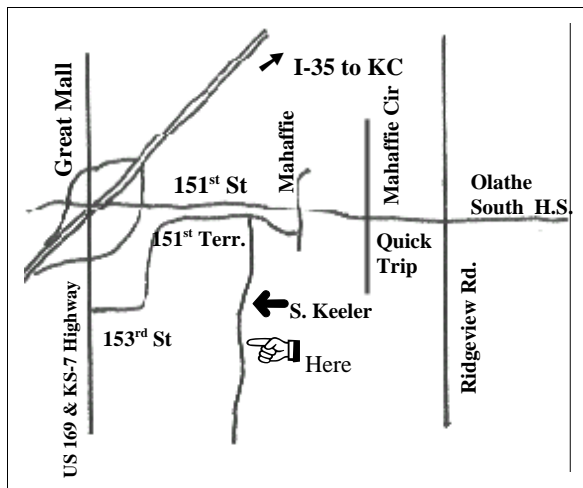 I-35 to KC
Great Mall
Mahaffie
Mahaffie Cir
151st St
Olathe
South H.S.
151st Terr.
Quick
Trip
S. Keeler
153rd St
Here
US 169 & KS-7 Highway
Ridgeview Rd.